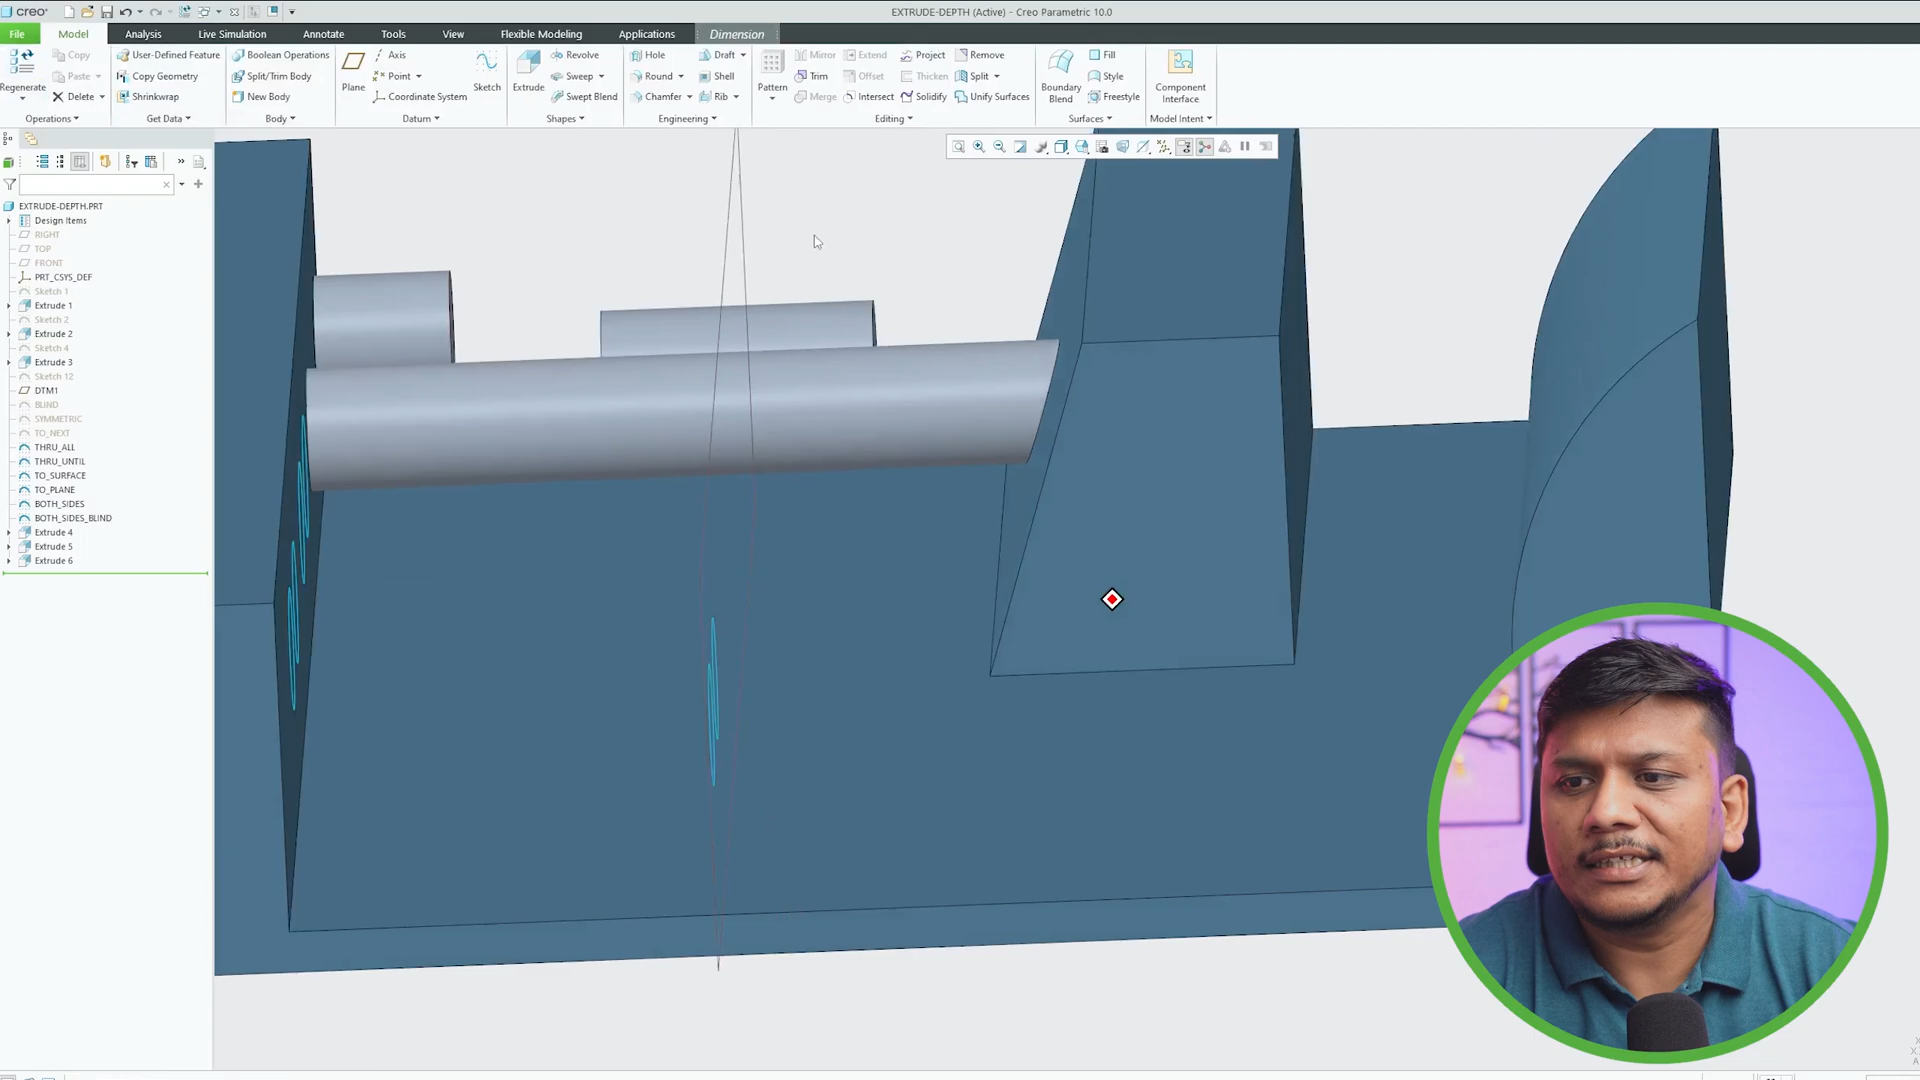 creo
EXTRUDE-DEPTH (Active) - Creo Parametric 10.0
File Model Analysis Live Simulation Annotate Tools View Flexible Modeling Applications Dimension
Regenerate
Copy
Paste
Delete
Operations
User-Defined Feature
Copy Geometry
Shrinkwrap
Get Data
Boolean Operations
Split/Trim Body
New Body
Body
Plane
Axis
Point
Coordinate System
Sketch
Datum
Extrude
Revolve
Sweep
Swept Blend
Shapes
Hole
Round
Chamfer
Draft
Shell
Rib
Engineering
Pattern
Mirror
Trim
Merge
Extend
Offset
Intersect
Project
Thicken
Solidify
Remove
Split
Unify Surfaces
Editing
Boundary
Blend
Fill
Style
Freestyle
Surfaces
Component
Interface
Model Intent
EXTRUDE-DEPTH.PRT
Design Items
RIGHT
TOP
FRONT
PRT_CSYS_DEF
Sketch 1
Extrude 1
Sketch 2
Extrude 2
Sketch 4
Extrude 3
Sketch 12
DTM1
BLIND
SYMMETRIC
TO_NEXT
THRU_ALL
THRU_UNTIL
TO_SURFACE
TO_PLANE
BOTH_SIDES
BOTH_SIDES_BLIND
Extrude 4
Extrude 5
Extrude 6